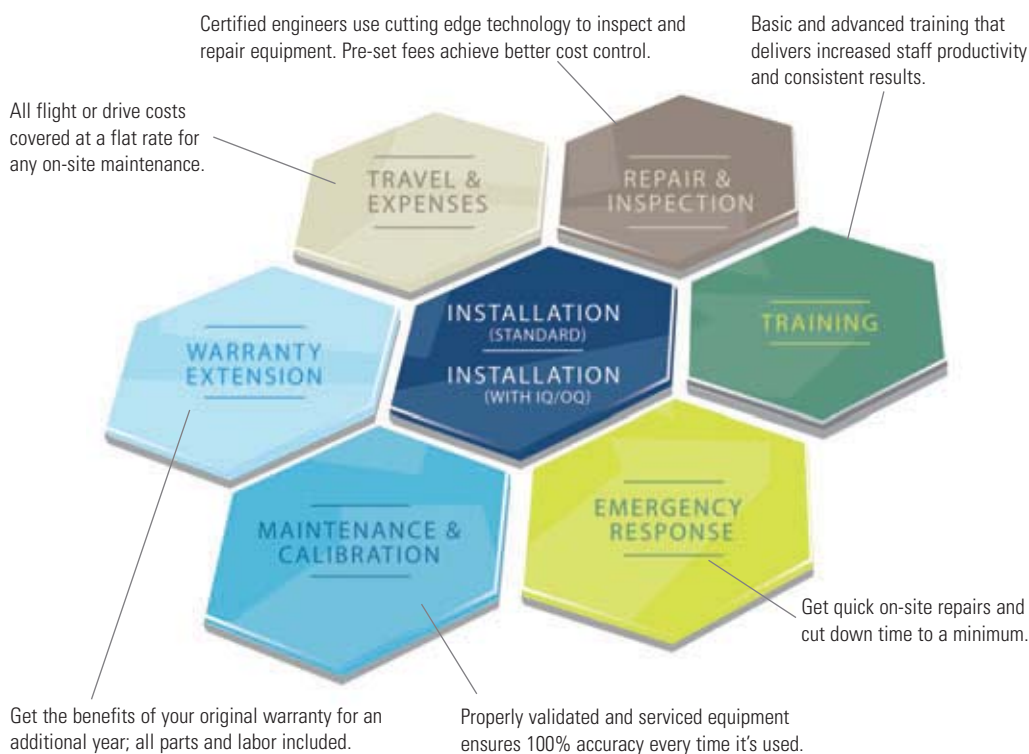 Certified engineers use cutting edge technology to inspect and
repair equipment. Pre-set fees achieve better cost control.
Basic and advanced training that
delivers increased staff productivity
and consistent results.
All flight or drive costs
covered at a flat rate for
any on-site maintenance.
TRAVEL &
EXPENSES
REPAIR &
INSPECTION
WARRANTY
EXTENSION
INSTALLATION
(STANDARD)
INSTALLATION
(WITH IQ/OQ)
TRAINING
MAINTENANCE &
CALIBRATION
EMERGENCY
RESPONSE
Get quick on-site repairs and
cut down time to a minimum.
Get the benefits of your original warranty for an
additional year; all parts and labor included.
Properly validated and serviced equipment
ensures 100% accuracy every time it’s used.